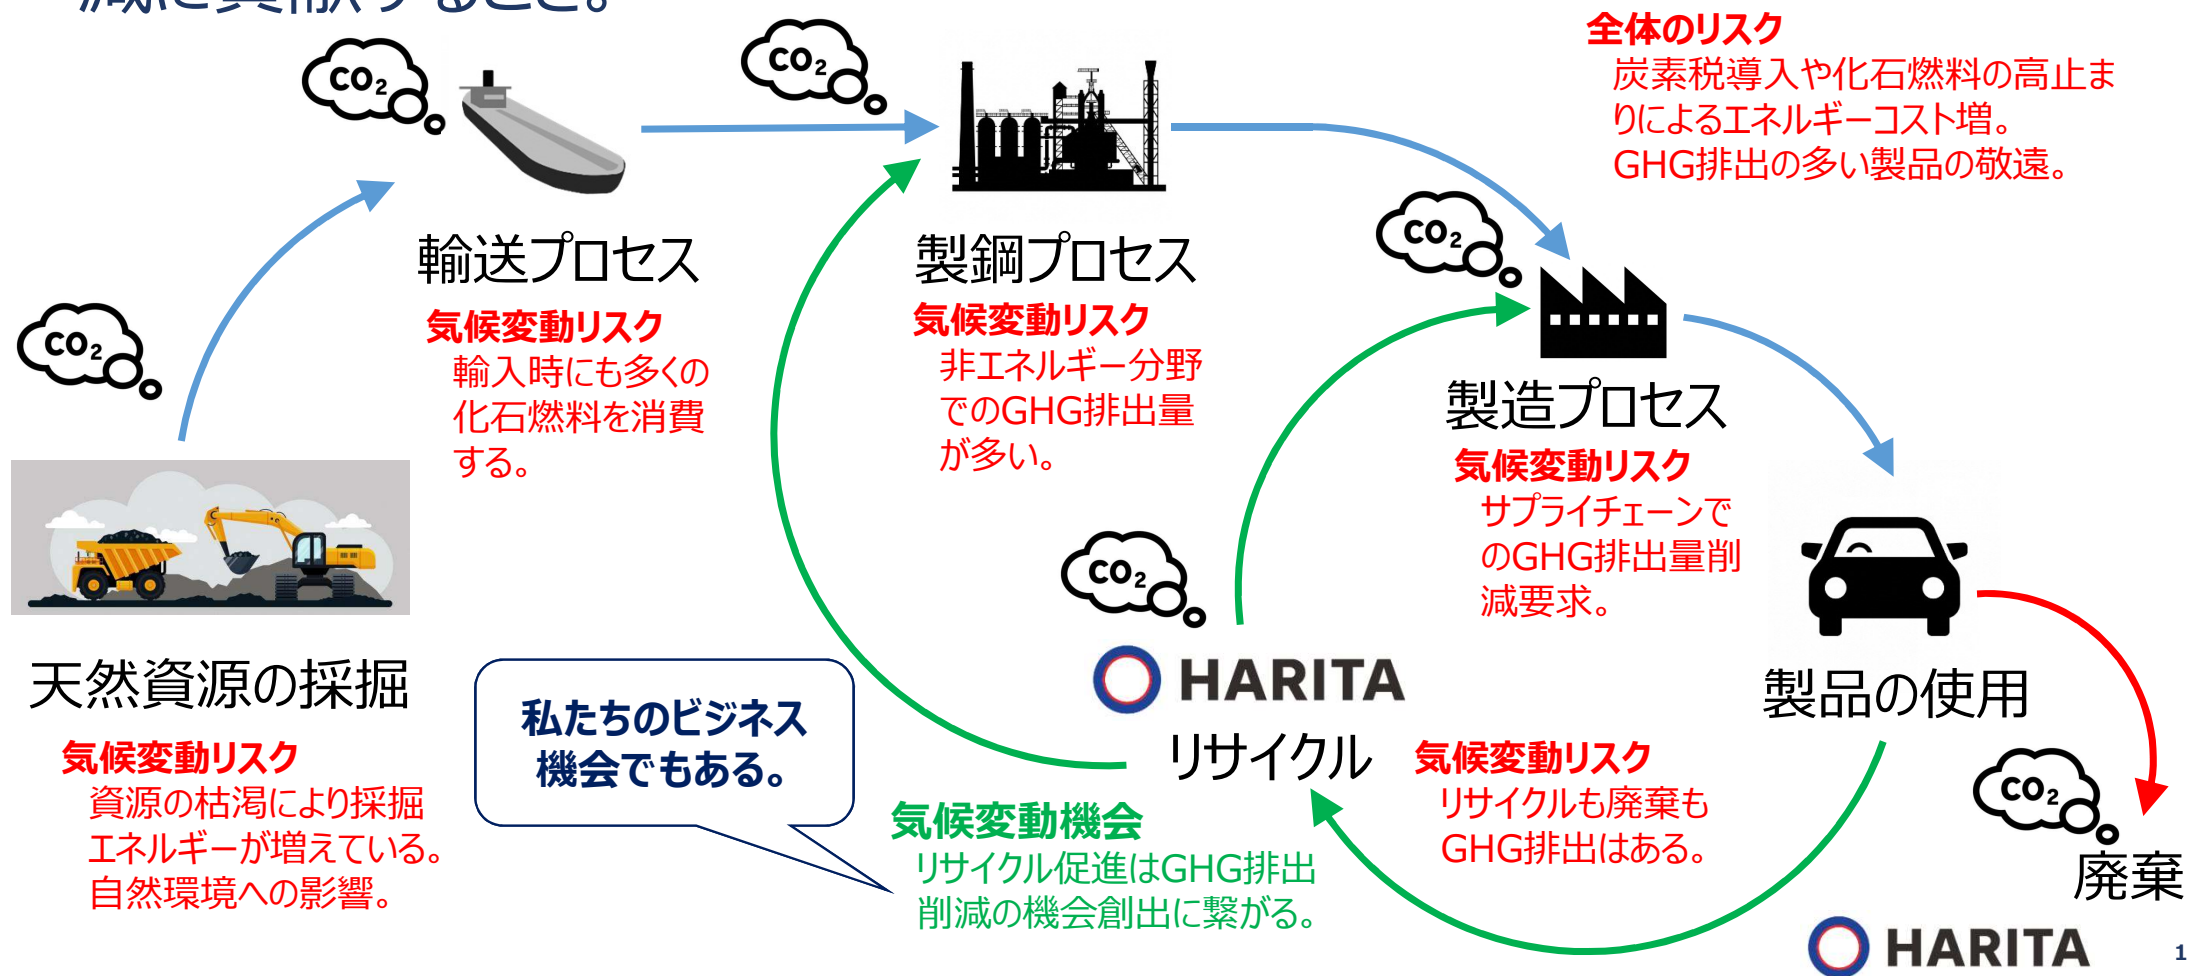 減に貢献すること。
全体のリスク
炭素税導入や化石燃料の高止ま
りによるエネルギーコスト増。
GHG排出の多い製品の敬遠。
CO2
CO2
CO2
CO2
CO2
CO2
輸送プロセス
気候変動リスク
輸入時にも多くの
化石燃料を消費
する。
製鋼プロセス
気候変動リスク
非エネルギー分野
でのGHG排出量
が多い。
製造プロセス
気候変動リスク
サプライチェーンで
のGHG排出量削
減要求。
天然資源の採掘
気候変動リスク
資源の枯渇により採掘
エネルギーが増えている。
自然環境への影響。
私たちのビジネス
機会でもある。
HARITA
リサイクル
気候変動機会
リサイクル促進はGHG排出
削減の機会創出に繋がる。
気候変動リスク
リサイクルも廃棄も
GHG排出はある。
製品の使用
廃棄
HARITA
1